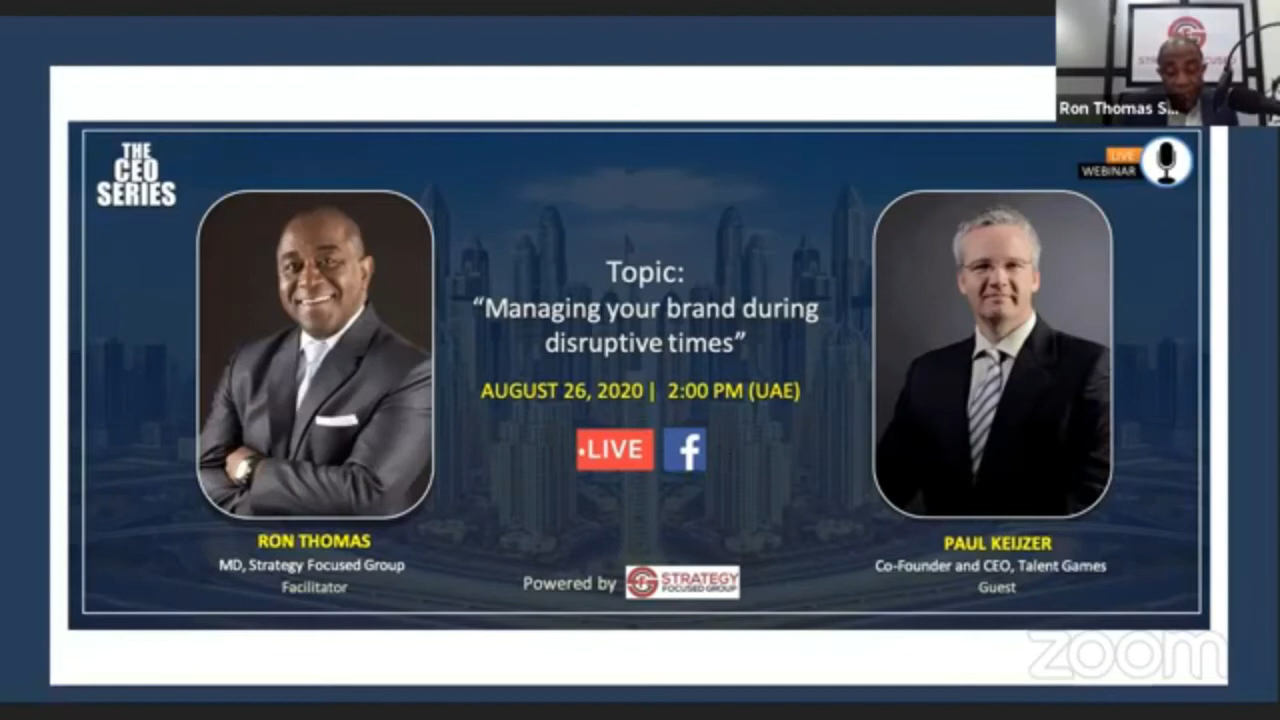 Ron Thomas S...
THE
CEO
SERIES
LIVE
WEBINAR
Topic:
“Managing your brand during
disruptive times”
AUGUST 26, 2020 | 2:00 PM (UAE)
LIVE
f
RON THOMAS
MD, Strategy Focused Group
Facilitator
PAUL KEIJZER
Co-Founder and CEO, Talent Games
Guest
Powered by
STRATEGY
FOCUSED GROUP
zoom